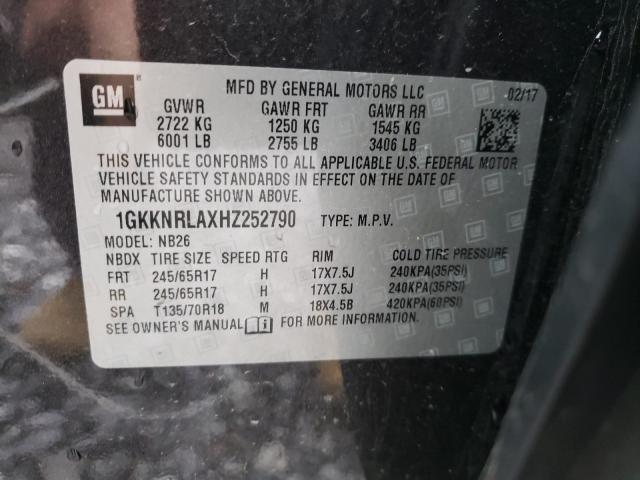 GM
MFD BY GENERAL MOTORS LLC 02/17
GVWR GAWR FRT GAWR RR
2722 KG 1250 KG 1545 KG
6001 LB 2755 LB 3406 LB
THIS VEHICLE CONFORMS TO ALL APPLICABLE U.S. FEDERAL MOTOR
VEHICLE SAFETY STANDARDS IN EFFECT ON THE DATE OF
MANUFACTURE SHOWN ABOVE.
1GKKNRLAXHZ252790 TYPE: M.P.V.
MODEL: NB26
NBDX TIRE SIZE SPEED RTG RIM COLD TIRE PRESSURE
FRT 245/65R17 H 17X7.5J 240KPA(35PSI)
RR 245/65R17 H 17X7.5J 240KPA(35PSI)
SPA T135/70R18 M 18X4.5B 420KPA(60PSI)
SEE OWNER'S MANUAL FOR MORE INFORMATION.